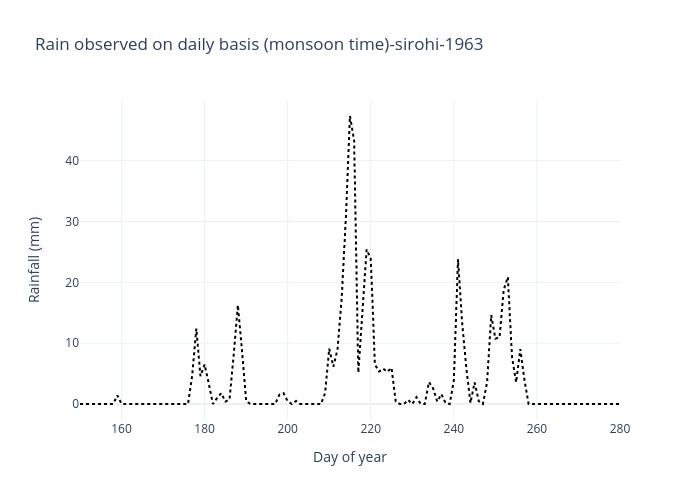 Rain observed on daily basis (monsoon time)-sirohi-1963
40
30
20
10
0
160 180 200 220 240 260 280
Rainfall (mm)
Day of year